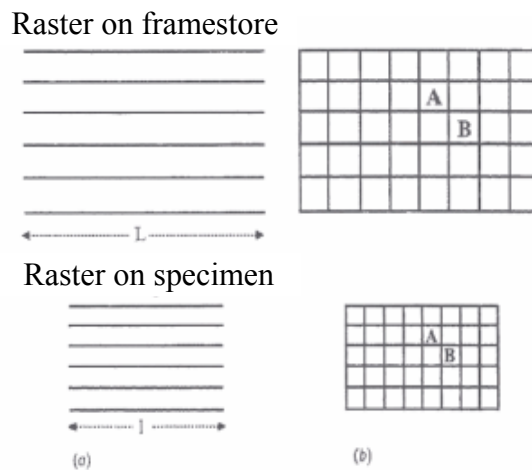 Raster on framestore
A
B
L
Raster on specimen
A
B
l
(a)
(b)